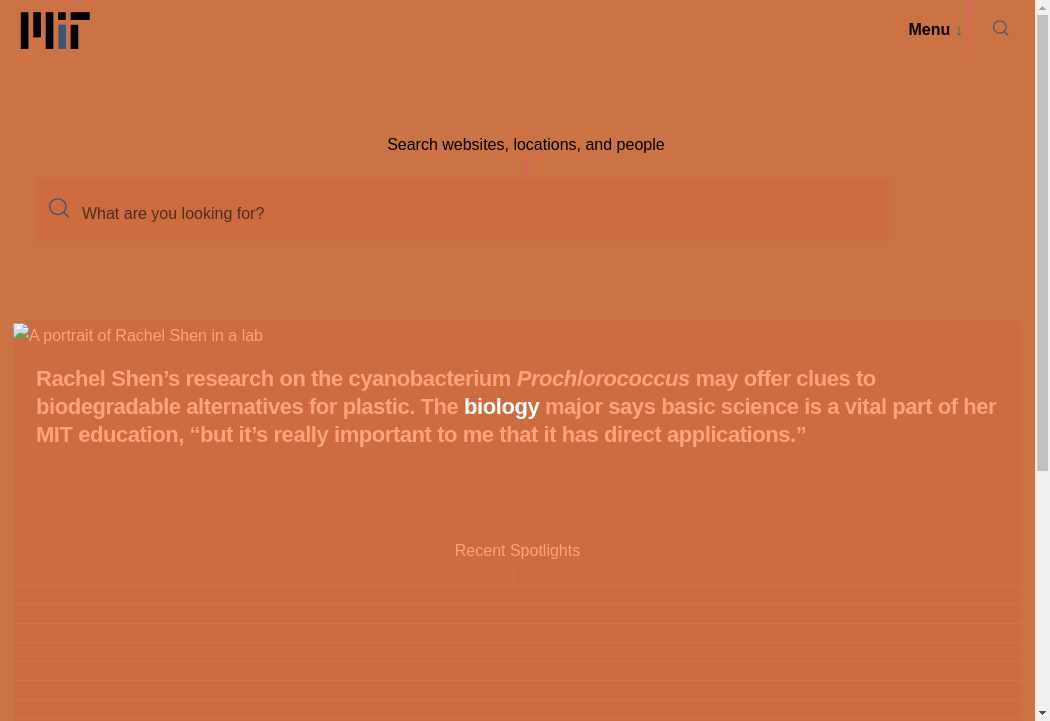 MIT
Menu ↓
Search websites, locations, and people
What are you looking for?
A portrait of Rachel Shen in a lab
Rachel Shen’s research on the cyanobacterium Prochlorococcus may offer clues to
biodegradable alternatives for plastic. The biology major says basic science is a vital part of her
MIT education, “but it’s really important to me that it has direct applications.”
Recent Spotlights